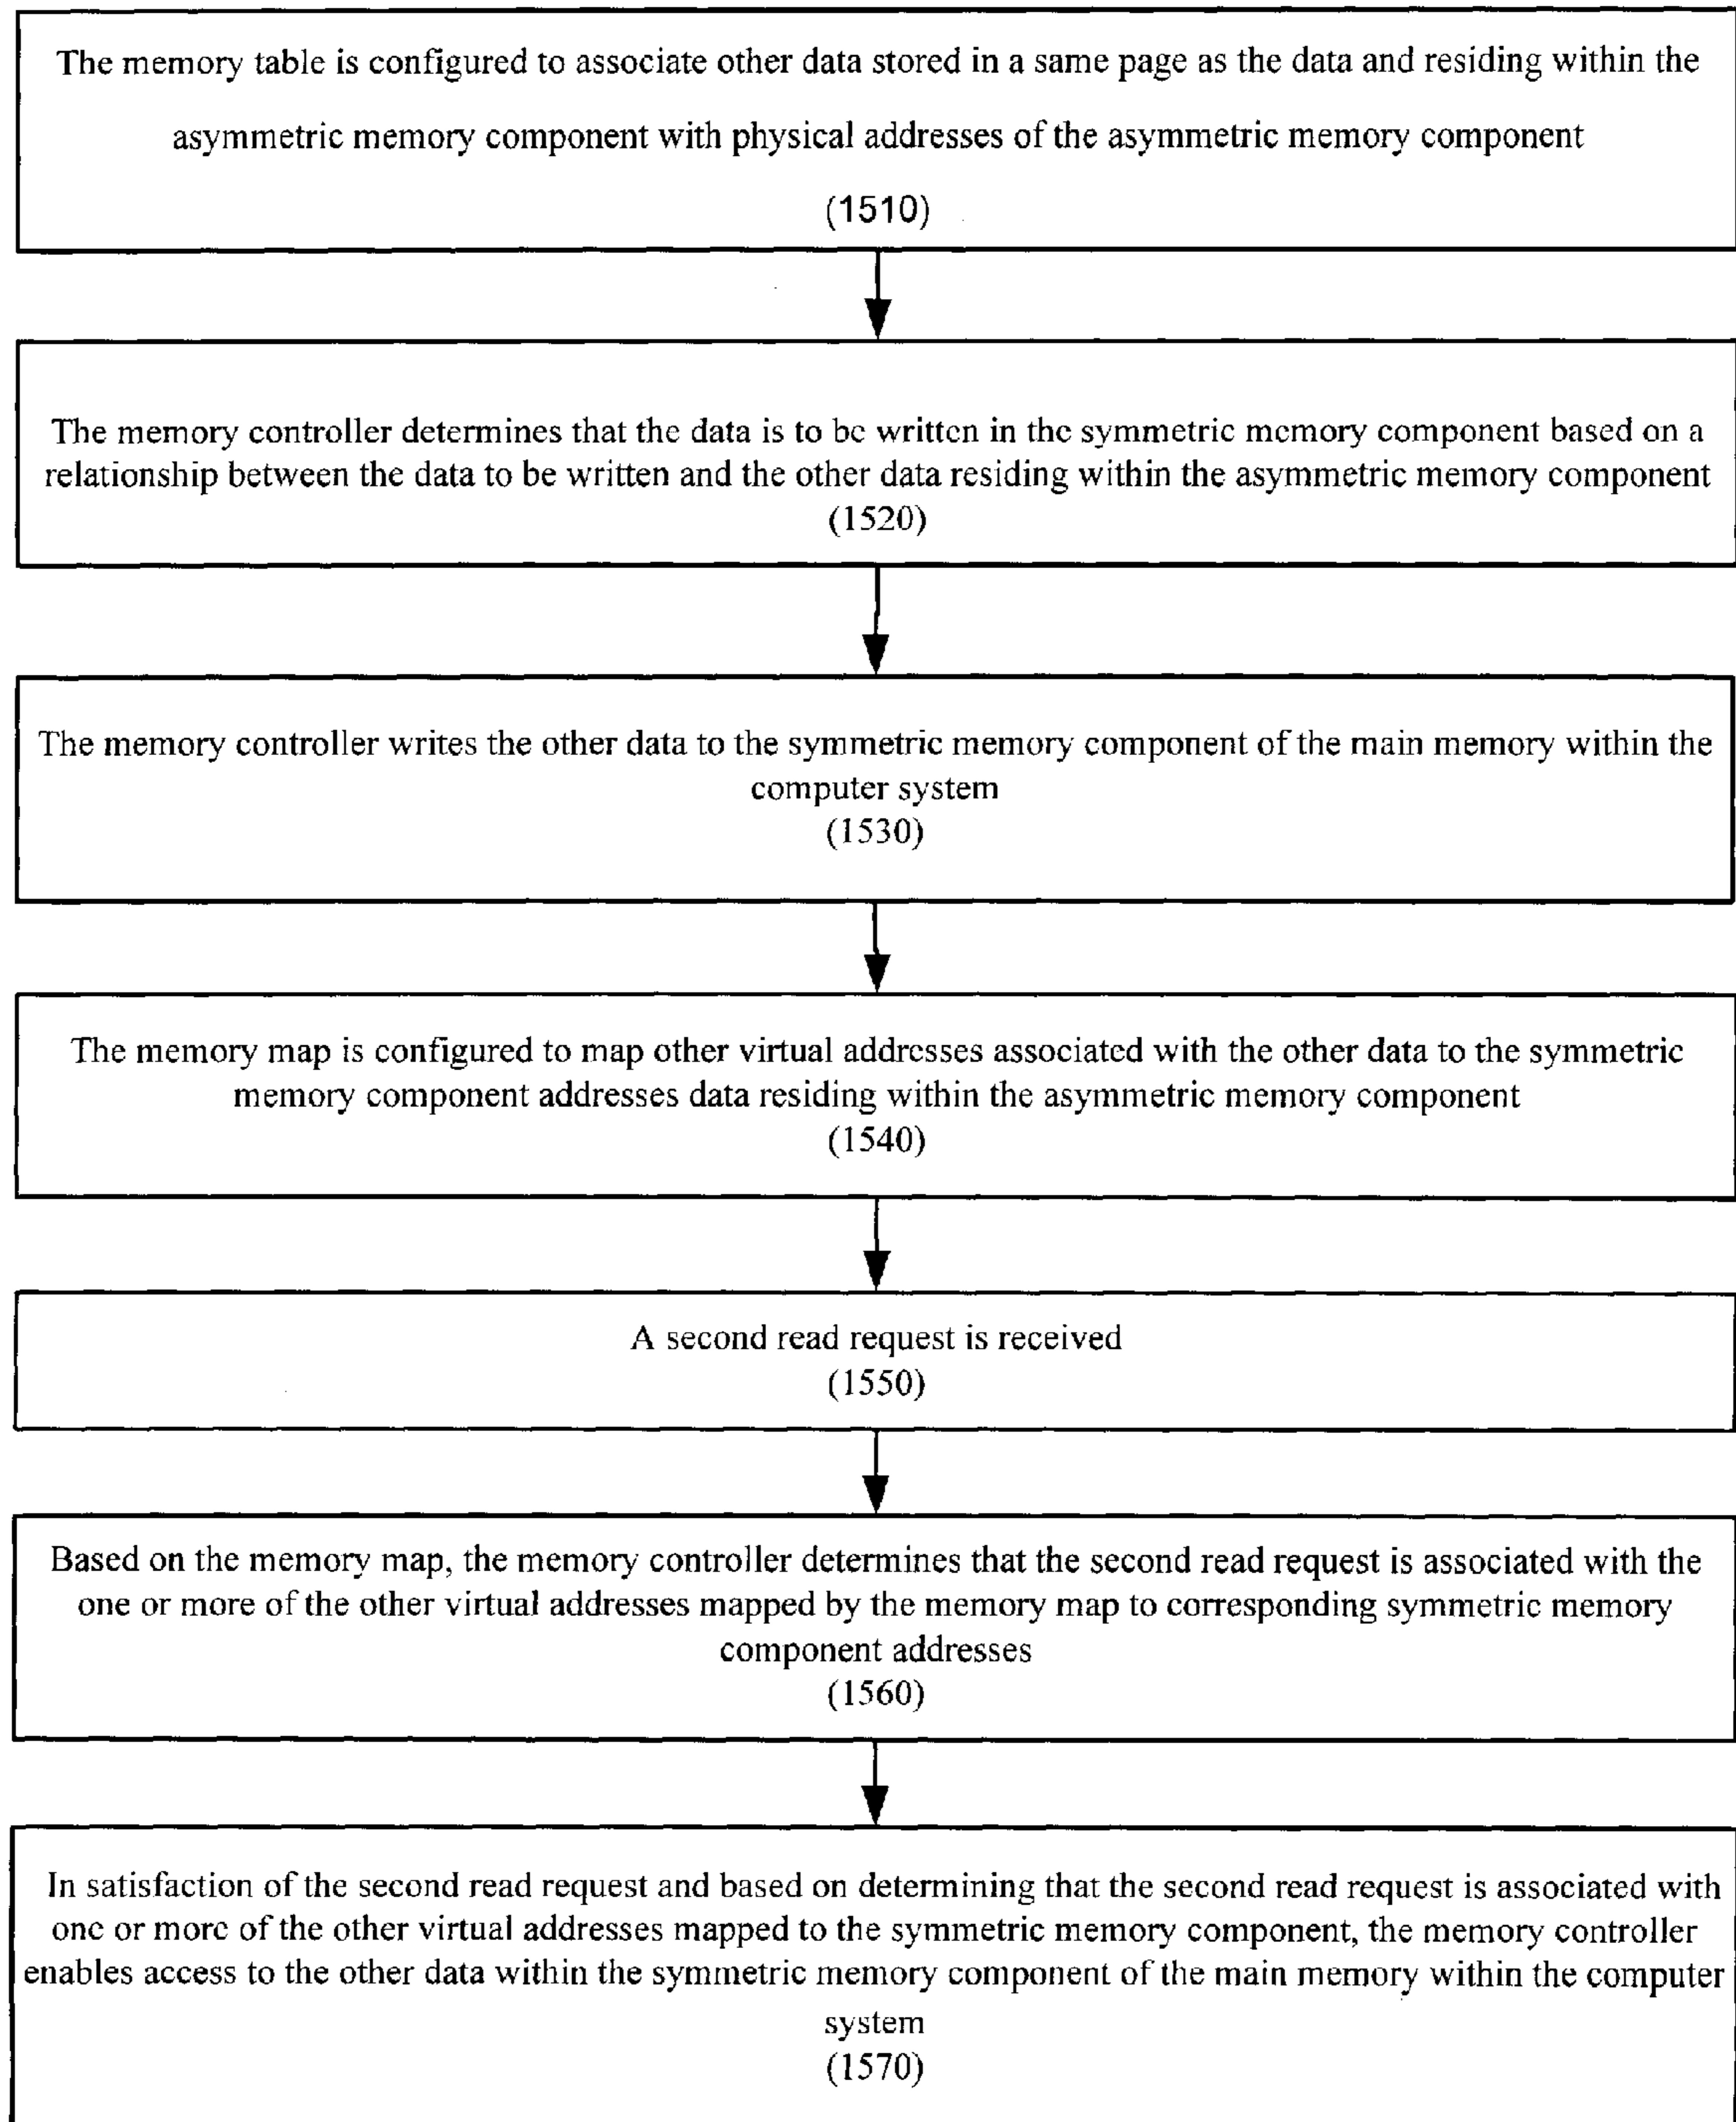 The memory table is configured to associate other data stored in a same page as the data and residing within the
asymmetric memory component with physical addresses of the asymmetric memory component
(1510)
The memory controller determines that the data is to be written in the symmetric memory component based on a
relationship between the data to be written and the other data residing within the asymmetric memory component
(1520)
The memory controller writes the other data to the symmetric memory component of the main memory within the
computer system
(1530)
The memory map is configured to map other virtual addresses associated with the other data to the symmetric
memory component addresses data residing within the asymmetric memory component
(1540)
A second read request is received
(1550)
Based on the memory map, the memory controller determines that the second read request is associated with the
one or more of the other virtual addresses mapped by the memory map to corresponding symmetric memory
component addresses
(1560)
In satisfaction of the second read request and based on determining that the second read request is associated with
one or more of the other virtual addresses mapped to the symmetric memory component, the memory controller
enables access to the other data within the symmetric memory component of the main memory within the computer
system
(1570)